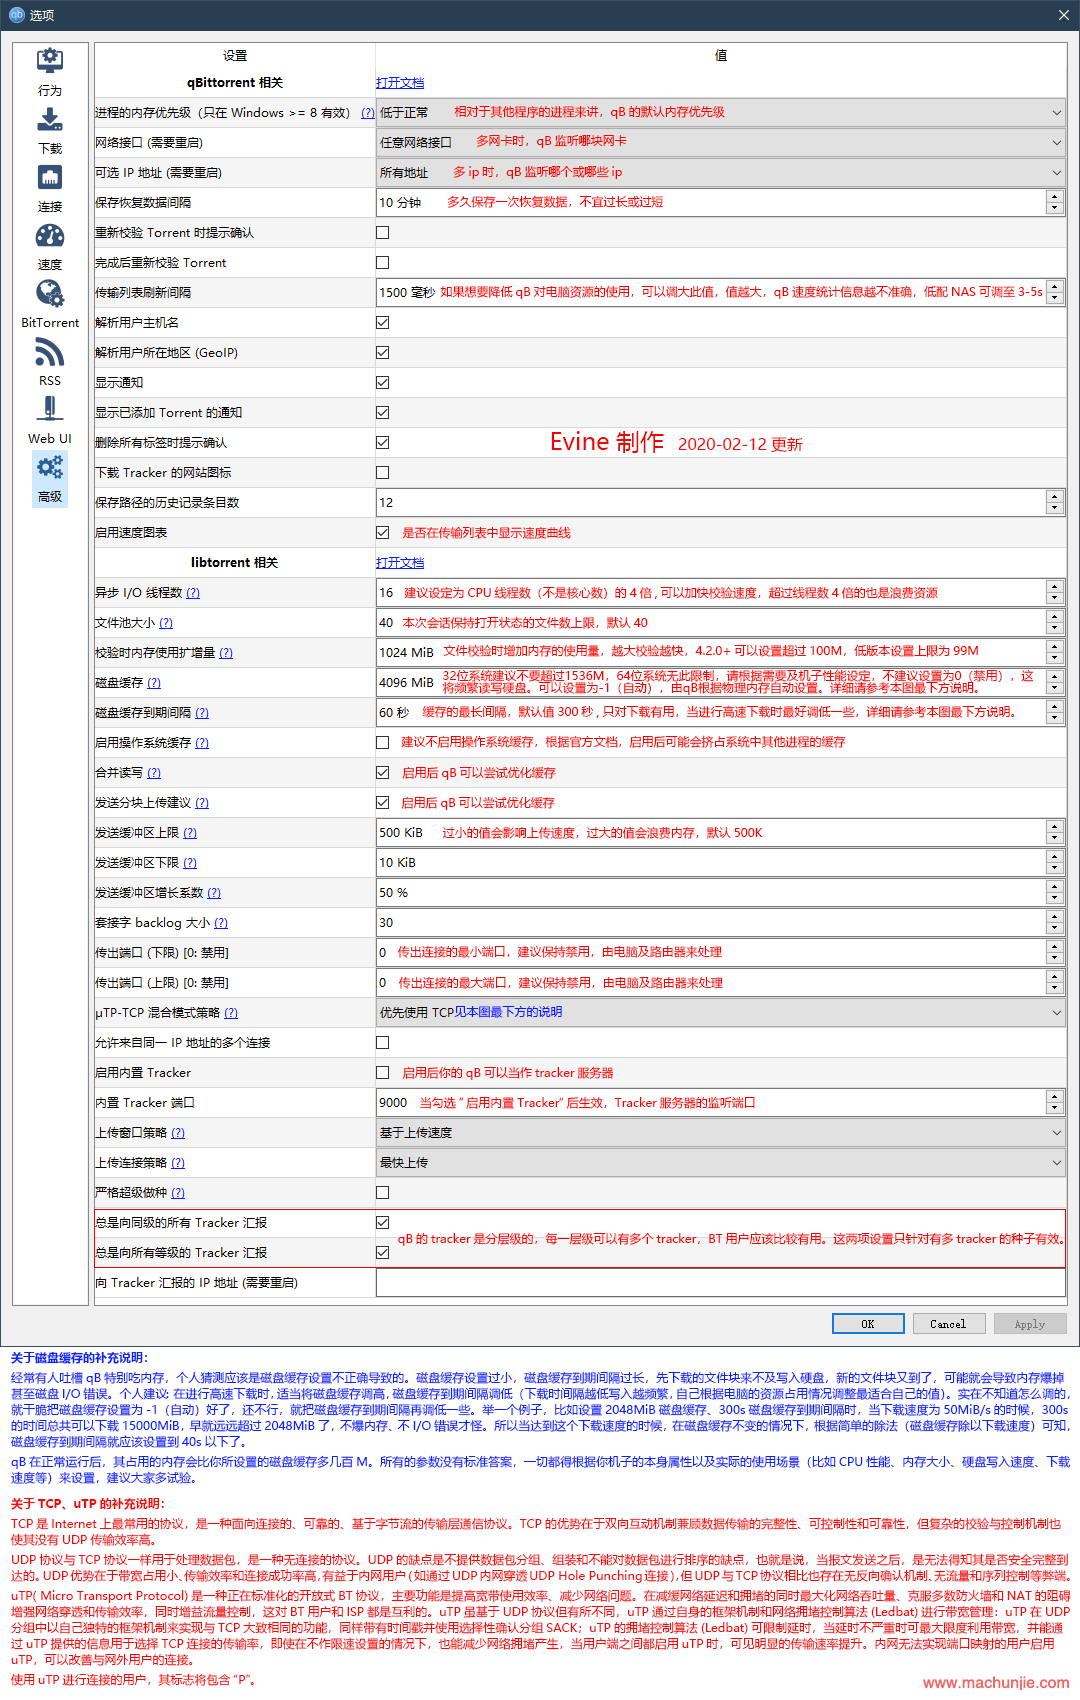 选项
设置 值
行为
下载
连接
速度
BitTorrent
RSS
Web UI
高级
qBittorrent 相关 打开文档
进程的内存优先级（只在 Windows >= 8 有效） (?) 低于正常 相对于其他程序的进程来讲，qB 的默认内存优先级
网络接口 (需要重启) 任意网络接口 多网卡时，qB 监听哪块网卡
可选 IP 地址 (需要重启) 所有地址 多 ip 时，qB 监听哪个或哪些 ip
保存恢复数据间隔 10 分钟 多久保存一次恢复数据，不宜过长或过短
重新校验 Torrent 时提示确认
完成后重新校验 Torrent
传输列表刷新间隔 1500 毫秒 如果想要降低 qB 对电脑资源的使用，可以调大此值，值越大，qB 速度统计信息越不准确，低配 NAS 可调至 3-5s
解析用户主机名
解析用户所在地区 (GeoIP)
显示通知
显示已添加 Torrent 的通知
删除所有标签时提示确认 Evine 制作 2020-02-12 更新
下载 Tracker 的网站图标
保存路径的历史记录条目数 12
启用速度图表 是否在传输列表中显示速度曲线
libtorrent 相关 打开文档
异步 I/O 线程数 (?) 16 建议设定为 CPU 线程数（不是核心数）的 4 倍 , 可以加快校验速度，超过线程数 4 倍的也是浪费资源
文件池大小 (?) 40 本次会话保持打开状态的文件数上限，默认 40
校验时内存使用扩增量 (?) 1024 MiB 文件校验时增加内存的使用量，越大校验越快，4.2.0+ 可以设置超过 100M，低版本设置上限为 99M
磁盘缓存 (?) 4096 MiB 32位系统建议不要超过1536M，64位系统无此限制，请根据需要及机子性能设定，不建议设置为0（禁用），这
将频繁读写硬盘。可以设置为-1（自动），由qB根据物理内存自动设置。详细请参考本图最下方说明。
磁盘缓存到期间隔 (?) 60 秒 缓存的最长间隔，默认值 300 秒 , 只对下载有用，当进行高速下载时最好调低一些，详细请参考本图最下方说明。
启用操作系统缓存 (?) 建议不启用操作系统缓存，根据官方文档，启用后可能会挤占系统中其他进程的缓存
合并读写 (?) 启用后 qB 可以尝试优化缓存
发送分块上传建议 (?) 启用后 qB 可以尝试优化缓存
发送缓冲区上限 (?) 500 KiB 过小的值会影响上传速度，过大的值会浪费内存，默认 500K
发送缓冲区下限 (?) 10 KiB
发送缓冲区增长系数 (?) 50 %
套接字 backlog 大小 (?) 30
传出端口 (下限) [0: 禁用] 0 传出连接的最小端口，建议保持禁用，由电脑及路由器来处理
传出端口 (上限) [0: 禁用] 0 传出连接的最大端口，建议保持禁用，由电脑及路由器来处理
μTP-TCP 混合模式策略 (?) 优先使用 TCP见本图最下方的说明
允许来自同一 IP 地址的多个连接
启用内置 Tracker 启用后你的 qB 可以当作 tracker 服务器
内置 Tracker 端口 9000 当勾选 “ 启用内置 Tracker” 后生效，Tracker 服务器的监听端口
上传窗口策略 (?) 基于上传速度
上传连接策略 (?) 最快上传
严格超级做种 (?)
总是向同级的所有 Tracker 汇报
qB 的 tracker 是分层级的，每一层级可以有多个 tracker，BT 用户应该比较有用。这两项设置只针对有多 tracker 的种子有效。
总是向所有等级的 Tracker 汇报
向 Tracker 汇报的 IP 地址 (需要重启)
OK Cancel Apply
关于磁盘缓存的补充说明：
经常有人吐槽 qB 特别吃内存，个人猜测应该是磁盘缓存设置不正确导致的。磁盘缓存设置过小，磁盘缓存到期间隔过长，先下载的文件块来不及写入硬盘，新的文件块又到了，可能就会导致内存爆掉
甚至磁盘 I/O 错误。个人建议：在进行高速下载时，适当将磁盘缓存调高，磁盘缓存到期间隔调低（下载时间越低写入越频繁，自己根据电脑的资源占用情况调整最适合自己的值）。实在不知道怎么调的，
就干脆把磁盘缓存设置为 -1（自动）好了，还不行，就把磁盘缓存到期间隔再调低一些。举一个例子，比如设置 2048MiB 磁盘缓存、300s 磁盘缓存到期间隔时，当下载速度为 50MiB/s 的时候，300s
的时间总共可以下载 15000MiB，早就远远超过 2048MiB 了，不爆内存、不 I/O 错误才怪。所以当达到这个下载速度的时候，在磁盘缓存不变的情况下，根据简单的除法（磁盘缓存除以下载速度）可知，
磁盘缓存到期间隔就应该设置到 40s 以下了。
qB 在正常运行后，其占用的内存会比你所设置的磁盘缓存多几百 M。所有的参数没有标准答案，一切都得根据你机子的本身属性以及实际的使用场景（比如 CPU 性能、内存大小、硬盘写入速度、下载
速度等）来设置，建议大家多试验。
关于 TCP、uTP 的补充说明：
TCP 是 Internet 上最常用的协议，是一种面向连接的、可靠的、基于字节流的传输层通信协议。TCP 的优势在于双向互动机制兼顾数据传输的完整性、可控制性和可靠性，但复杂的校验与控制机制也
使其没有 UDP 传输效率高。
UDP 协议与 TCP 协议一样用于处理数据包，是一种无连接的协议。UDP 的缺点是不提供数据包分组、组装和不能对数据包进行排序的缺点，也就是说，当报文发送之后，是无法得知其是否安全完整到
达的。UDP 优势在于带宽占用小、传输效率和连接成功率高，有益于内网用户（如通过 UDP 内网穿透 UDP Hole Punching 连接），但 UDP 与 TCP 协议相比也存在无反向确认机制、无流量和序列控制等弊端。
uTP( Micro Transport Protocol) 是一种正在标准化的开放式 BT 协议，主要功能是提高宽带使用效率、减少网络问题。在减缓网络延迟和拥堵的同时最大化网络吞吐量、克服多数防火墙和 NAT 的阻碍
增强网络穿透和传输效率，同时增益流量控制，这对 BT 用户和 ISP 都是互利的。uTP 虽基于 UDP 协议但有所不同，uTP 通过自身的框架机制和网络拥堵控制算法 (Ledbat) 进行带宽管理：uTP 在 UDP
分组中以自己独特的框架机制来实现与 TCP 大致相同的功能，同样带有时间戳并使用选择性确认分组 SACK；uTP 的拥堵控制算法 (Ledbat) 可限制延时，当延时不严重时可最大限度利用带宽，并能通
过 uTP 提供的信息用于选择 TCP 连接的传输率，即使在不作限速设置的情况下，也能减少网络拥堵产生，当用户端之间都启用 uTP 时，可见明显的传输速率提升。内网无法实现端口映射的用户启用
uTP，可以改善与网外用户的连接。
使用 uTP 进行连接的用户，其标志将包含 “P”。
www.machunjie.com